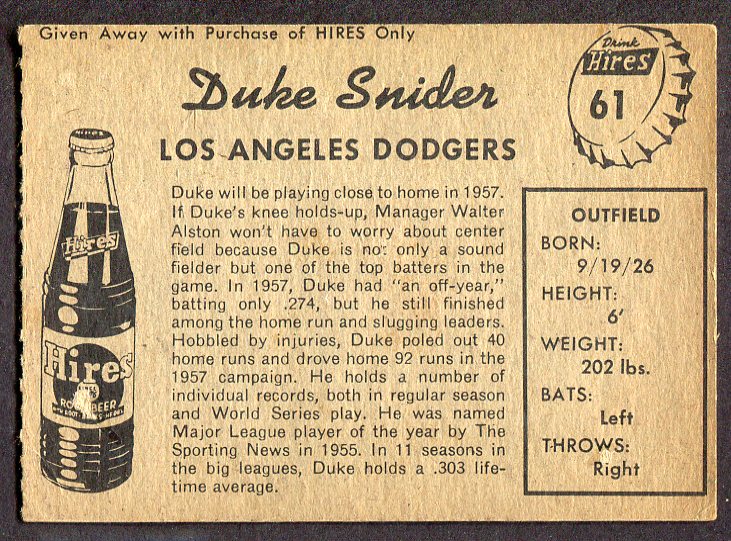 Given Away with Purchase of HIRES Only
Drink
Hires
61
Duke Snider
LOS ANGELES DODGERS
Duke will be playing close to home in 1957.
If Duke's knee holds-up, Manager Walter
Alston won't have to worry about center
field because Duke is not only a sound
fielder but one of the top batters in the
game. In 1957, Duke had "an off-year,"
batting only .274, but he still finished
among the home run and slugging leaders.
Hobbled by injuries, Duke poled out 40
home runs and drove home 92 runs in the
1957 campaign. He holds a number of
individual records, both in regular season
and World Series play. He was named
Major League player of the year by The
Sporting News in 1955. In 11 seasons in
the big leagues, Duke holds a .303 life-
time average.
OUTFIELD
BORN:
9/19/26
HEIGHT:
6'
WEIGHT:
202 lbs.
BATS:
Left
THROWS:
Right
Hires
Hires
SINCE
ROOT BEER